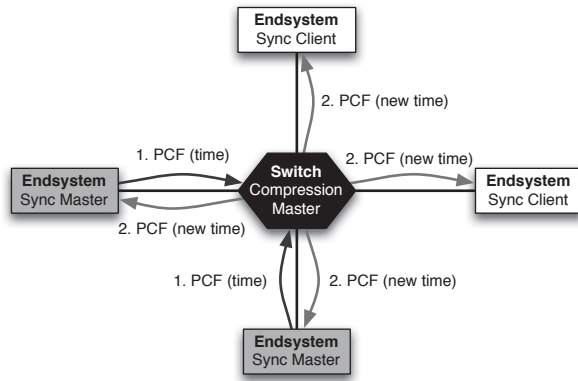 Endsystem
Sync Client
2. PCF (new time)
1. PCF (time)
2. PCF (new time)
Endsystem
Sync Master
Switch
Compression
Master
Endsystem
Sync Client
2. PCF (new time)
1. PCF (time)
2. PCF (new time)
Endsystem
Sync Master